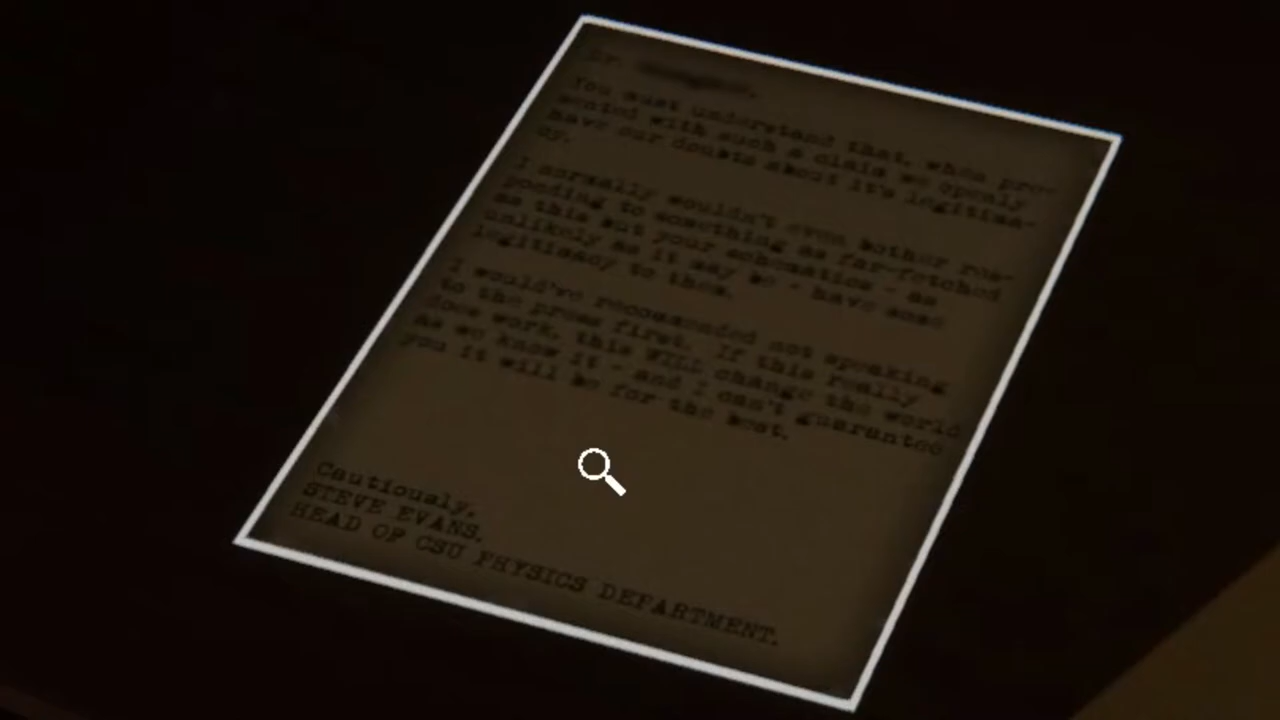 Dr
You must understand that, when pre-
sented with such a claim we openly
have our doubts about it's legitima-
cy.
I normally wouldn't even bother res-
ponding to something as far-fetched
as this but your schematics - as
unlikely as it may be - have some
legitimacy to them.
I would've recommended not speaking
to the press first. If this really
does work, this WILL change the world
as we know it - and I can't guarantee
you it will be for the best.
Cautiously,
STEVE EVANS.
HEAD OF CSU PHYSICS DEPARTMENT.